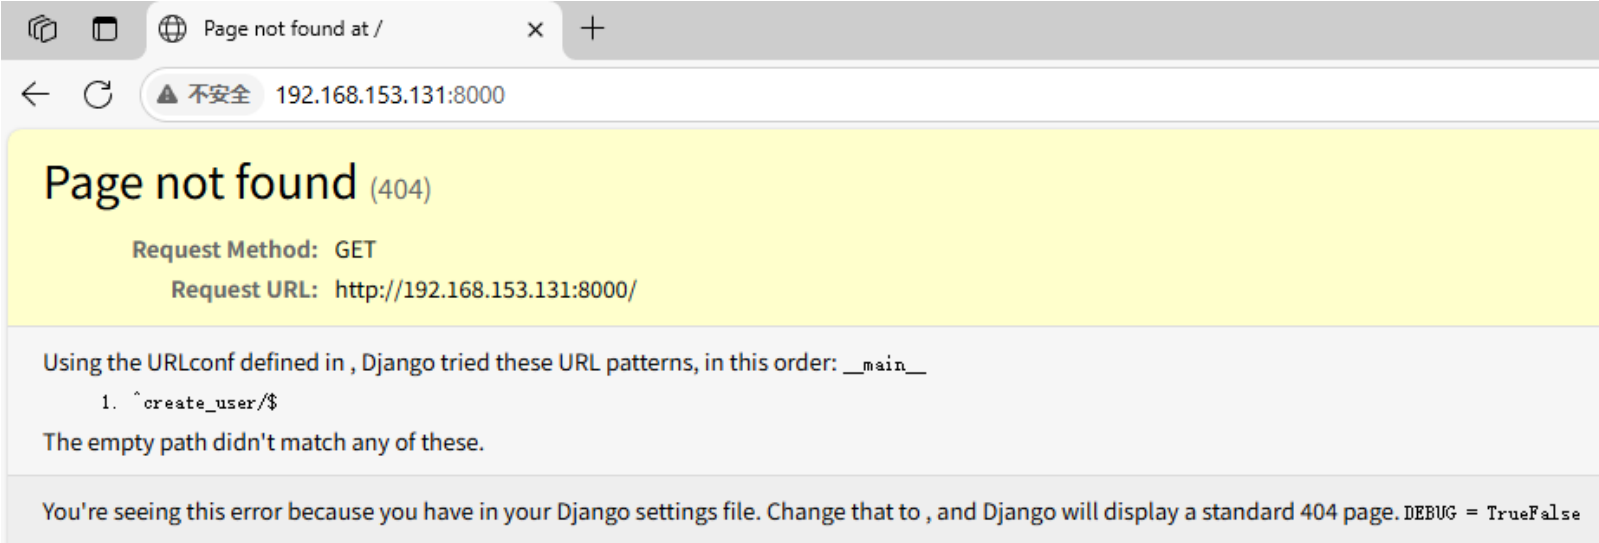 Page not found at /
不安全 192.168.153.131:8000
Page not found (404)
Request Method: GET
Request URL: http://192.168.153.131:8000/
Using the URLconf defined in , Django tried these URL patterns, in this order: __main__
1. ^create_user/$
The empty path didn't match any of these.
You're seeing this error because you have in your Django settings file. Change that to , and Django will display a standard 404 page. DEBUG = TrueFalse